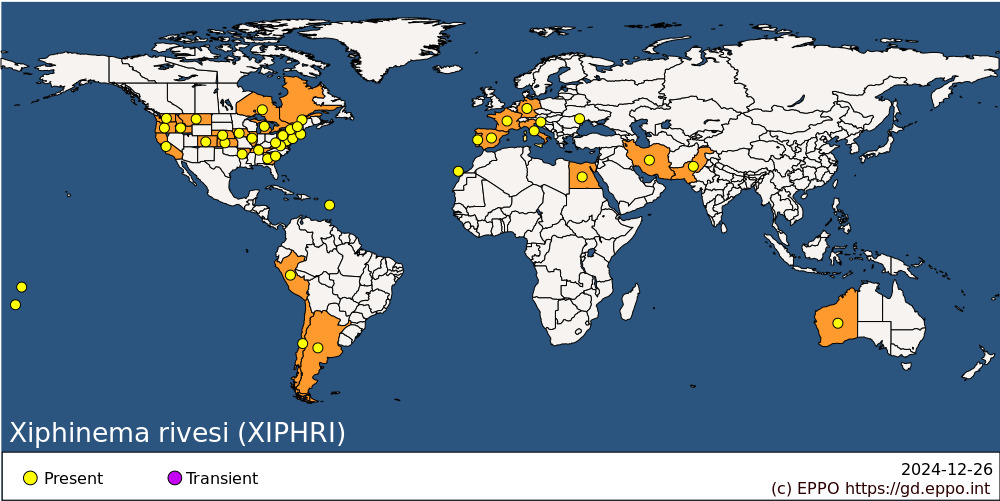 Xiphinema rivesi (XIPHRI)
Present
Transient
2024-12-26
(c) EPPO https://gd.eppo.int